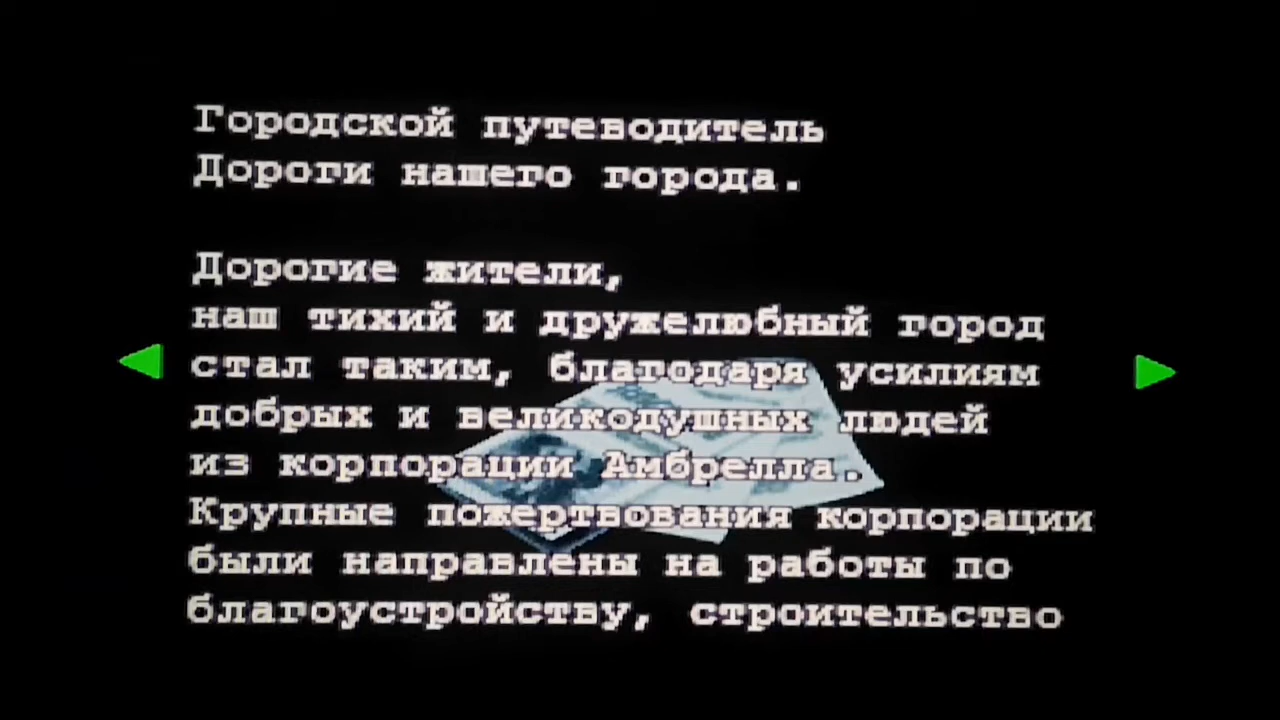 Городской путеводитель
Дороги нашего города.
Дорогие жители,
наш тихий и дружелюбный город
стал таким, благодаря усилиям
добрых и великодушных людей
из корпорации Амбрелла.
Крупные пожертвования корпорации
были направлены на работы по
благоустройству, строительство